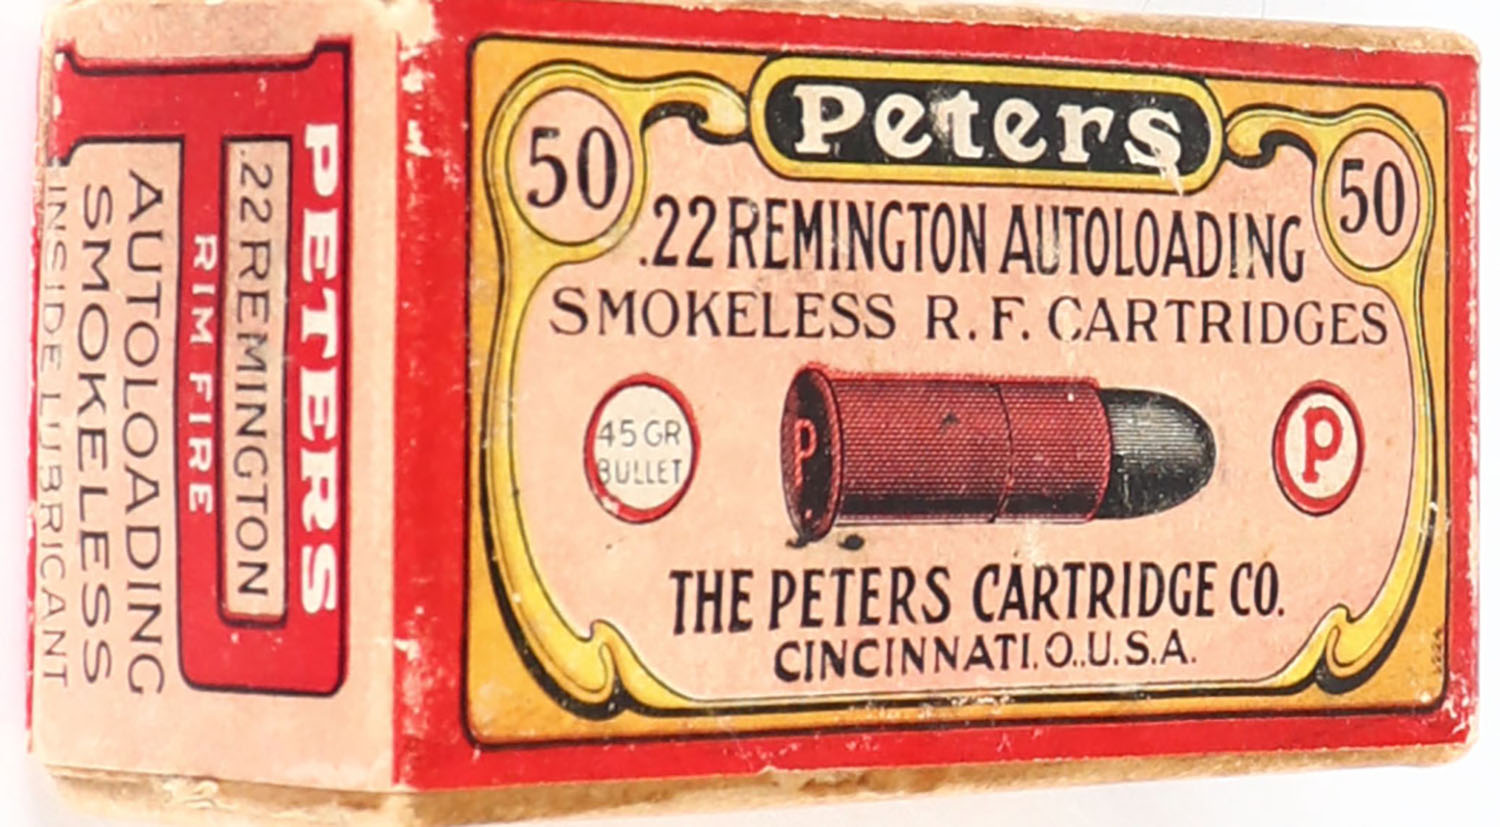 Peters
50
50
.22 REMINGTON AUTOLOADING
SMOKELESS R.F. CARTRIDGES
45 GR
BULLET
P
P
THE PETERS CARTRIDGE CO.
CINCINNATI.O.U.S.A.
PETERS
.22 REMINGTON
RIM FIRE
AUTOLOADING
SMOKELESS
INSIDE LUBRICANT